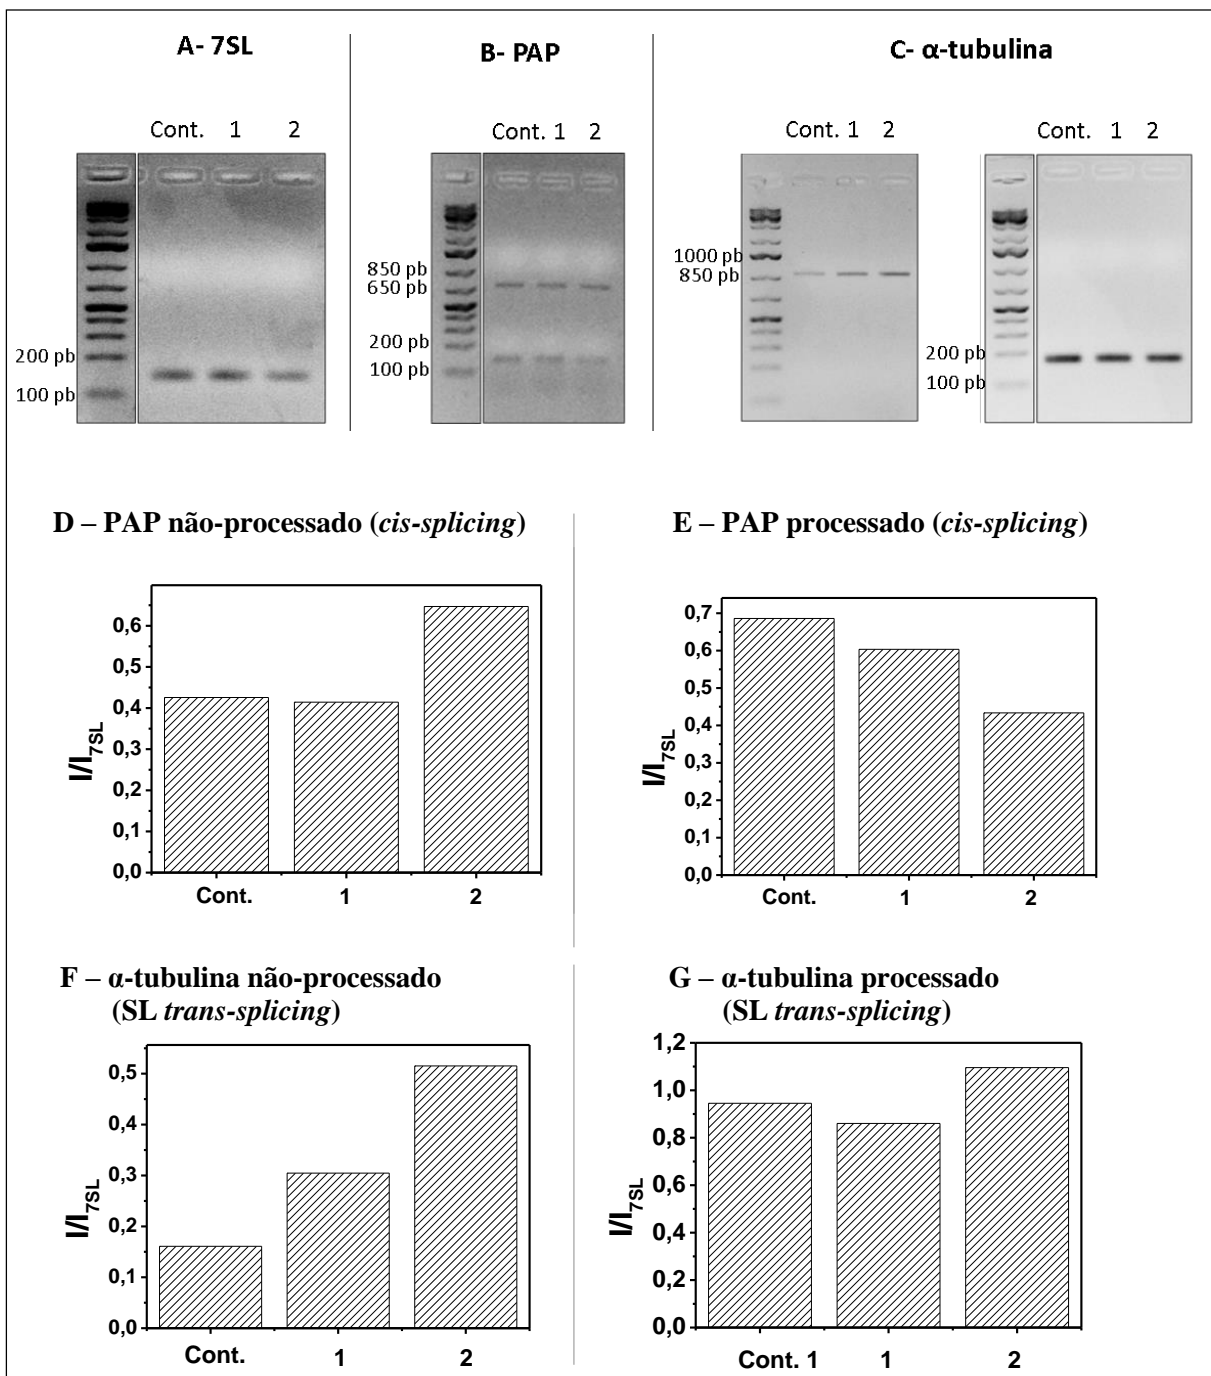 A- 7SL
B- PAP
C- α-tubulina
Cont. 1 2
Cont. 1 2
Cont. 1 2
Cont. 1 2
200 pb
100 pb
850 pb
650 pb
200 pb
100 pb
1000 pb
850 pb
200 pb
100 pb
D – PAP não-processado (cis-splicing)
I/I7SL
0,6
0,5
0,4
0,3
0,2
0,1
0,0
Cont. 1 2
E – PAP processado (cis-splicing)
I/I7SL
0,7
0,6
0,5
0,4
0,3
0,2
0,1
0,0
Cont. 1 2
F – α-tubulina não-processado
(SL trans-splicing)
I/I7SL
0,5
0,3
0,2
0,1
0,0
Cont. 1 2
G – α-tubulina processado
(SL trans-splicing)
I/I7SL
1,2
1,0
0,8
0,6
0,4
0,2
0,0
Cont. 1 1 2